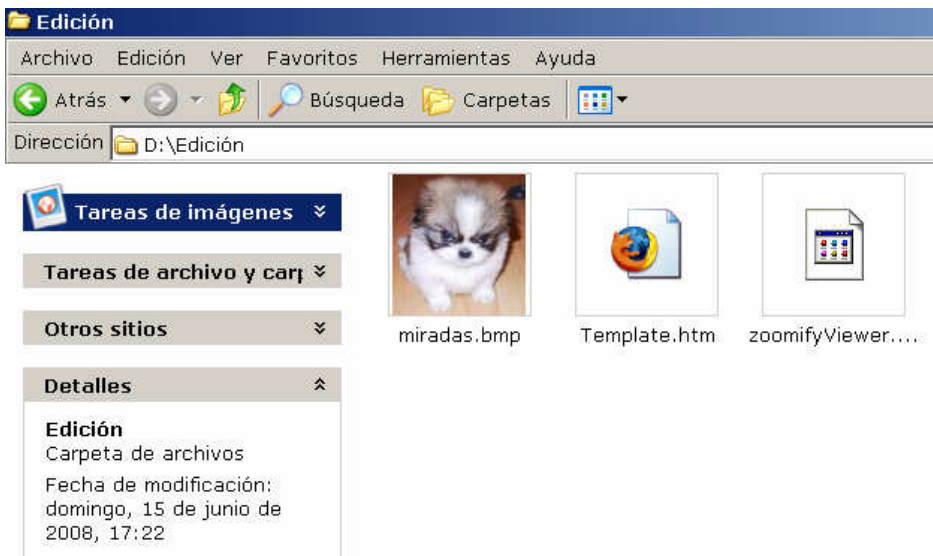 Edición
Archivo Edición Ver Favoritos Herramientas Ayuda
Atrás Búsqueda Carpetas
Dirección D:\Edición
Tareas de imágenes
Tareas de archivo y carp
Otros sitios
Detalles
Edición
Carpeta de archivos
Fecha de modificación:
domingo, 15 de junio de
2008, 17:22
miradas.bmp Template.htm zoomifyViewer....